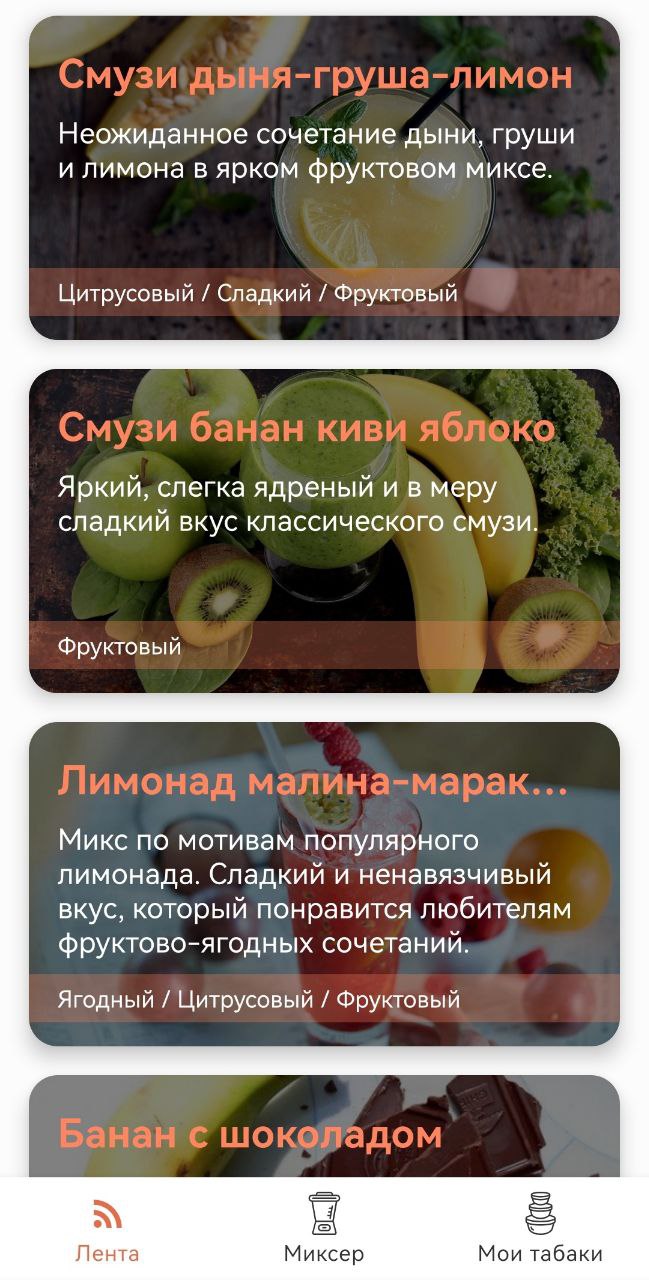 Смузи дыня-груша-лимон
Неожиданное сочетание дыни, груши
и лимона в ярком фруктовом миксе.
Цитрусовый / Сладкий / Фруктовый
Смузи банан киви яблоко
Яркий, слегка ядреный и в меру
сладкий вкус классического смузи.
Фруктовый
Лимонад малина-марак...
Микс по мотивам популярного
лимонада. Сладкий и ненавязчивый
вкус, который понравится любителям
фруктово-ягодных сочетаний.
Ягодный / Цитрусовый / Фруктовый
Банан с шоколадом
Лента
Миксер
Мои табаки